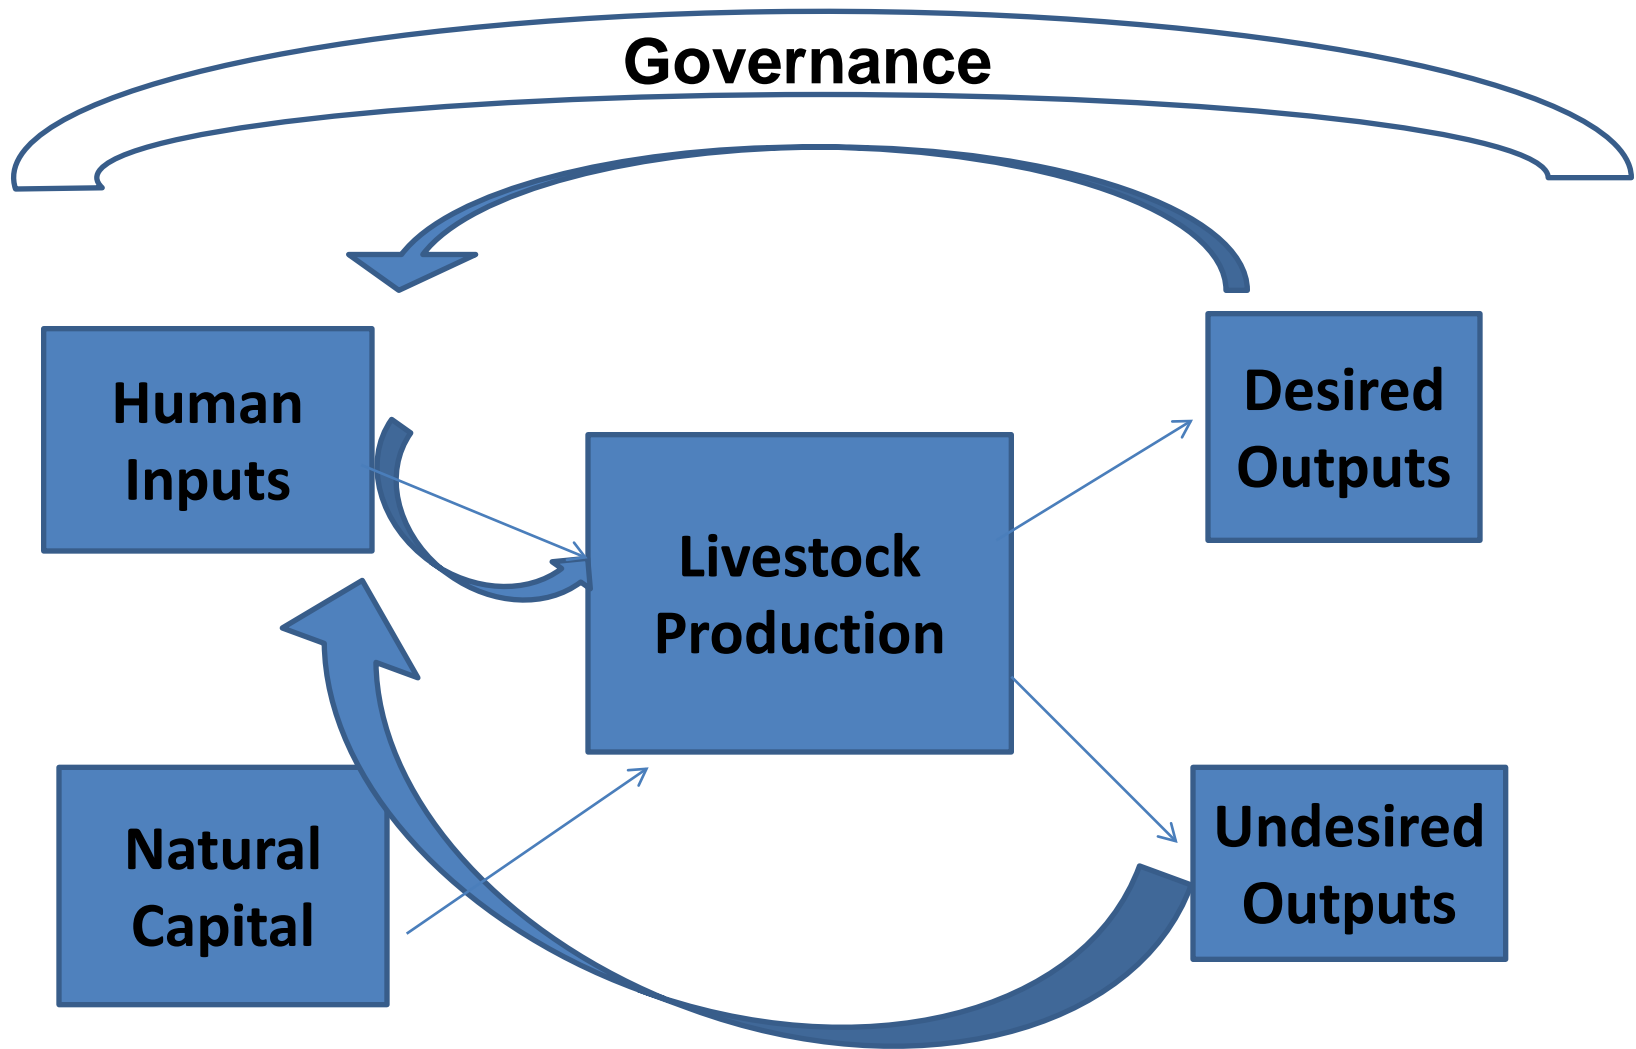 Governance
Human
Inputs
Desired
Outputs
Livestock
Production
Natural
Capital
Undesired
Outputs